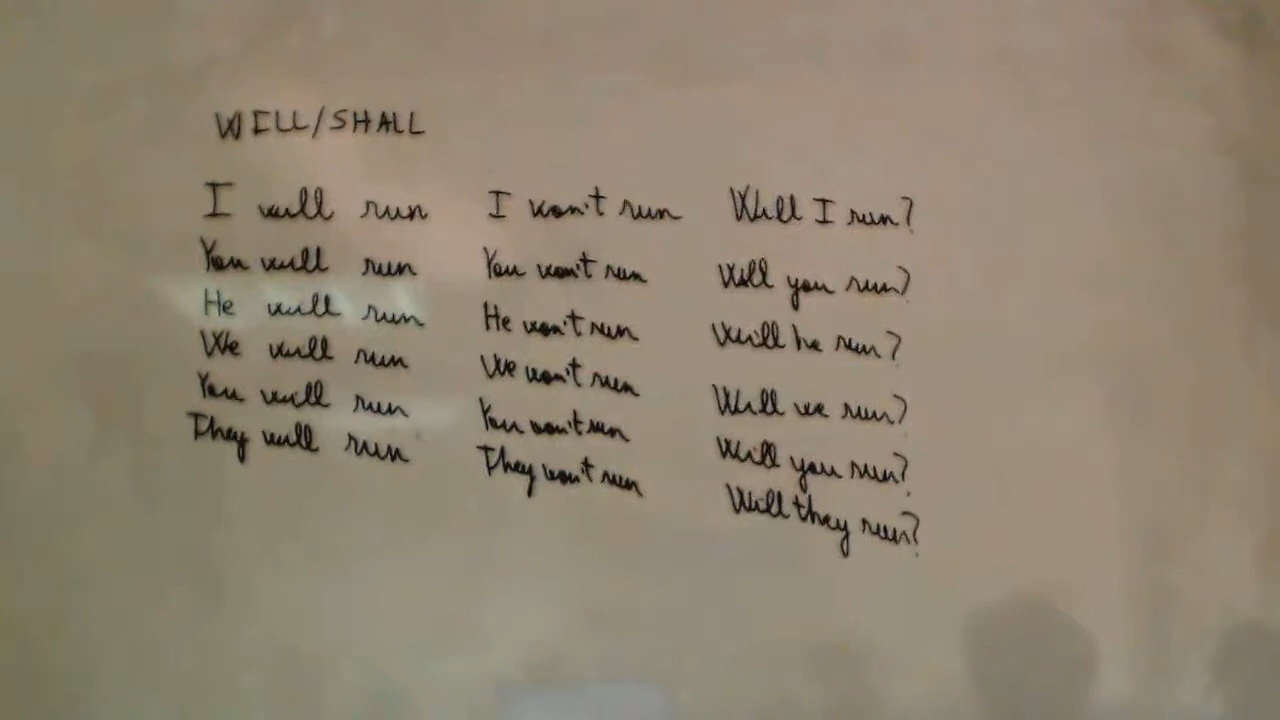 WILL/SHALL
I will run I won't run Will I run?
You will run You won't run Will you run?
He will run He won't run Will he run?
We will run We won't run Will we run?
You will run You won't run Will you run?
They will run They won't run Will they run?